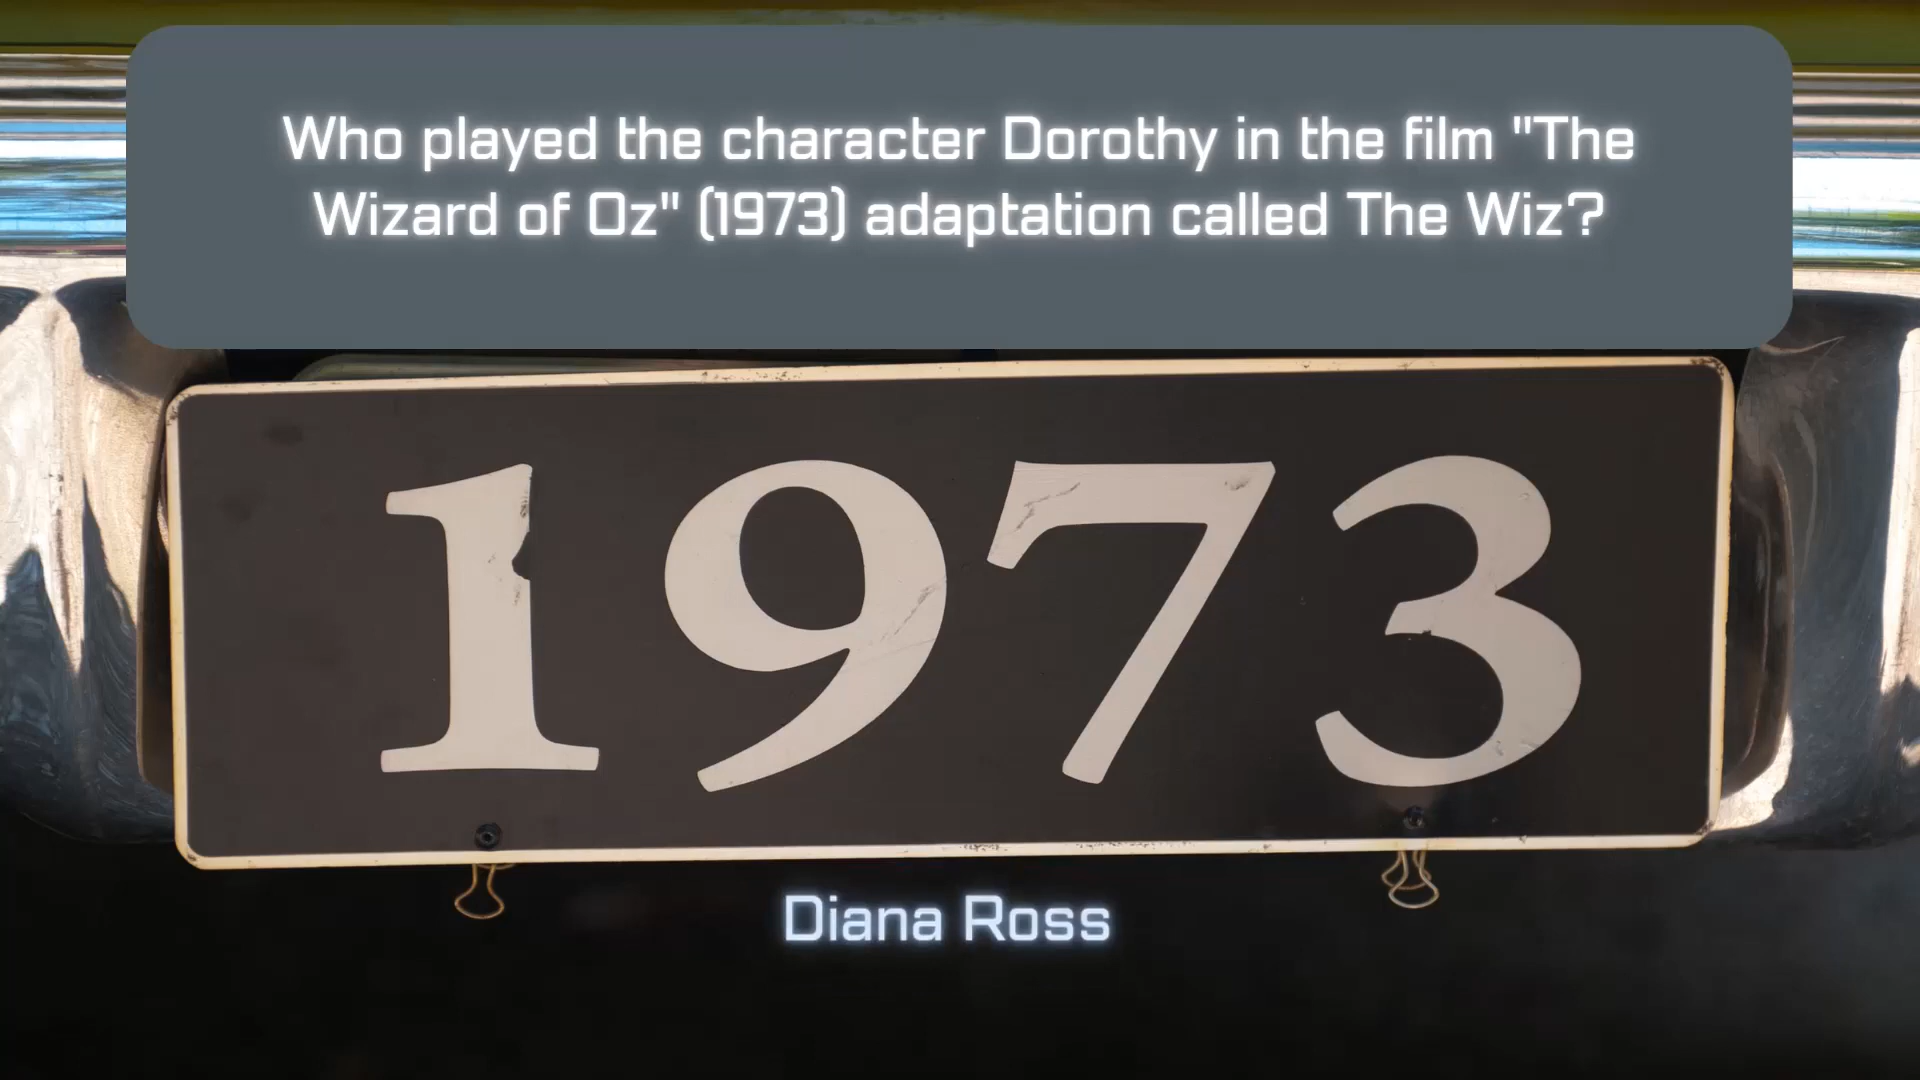 Who played the character Dorothy in the film "The
Wizard of Oz" (1973) adaptation called The Wiz?
1973
Diana Ross